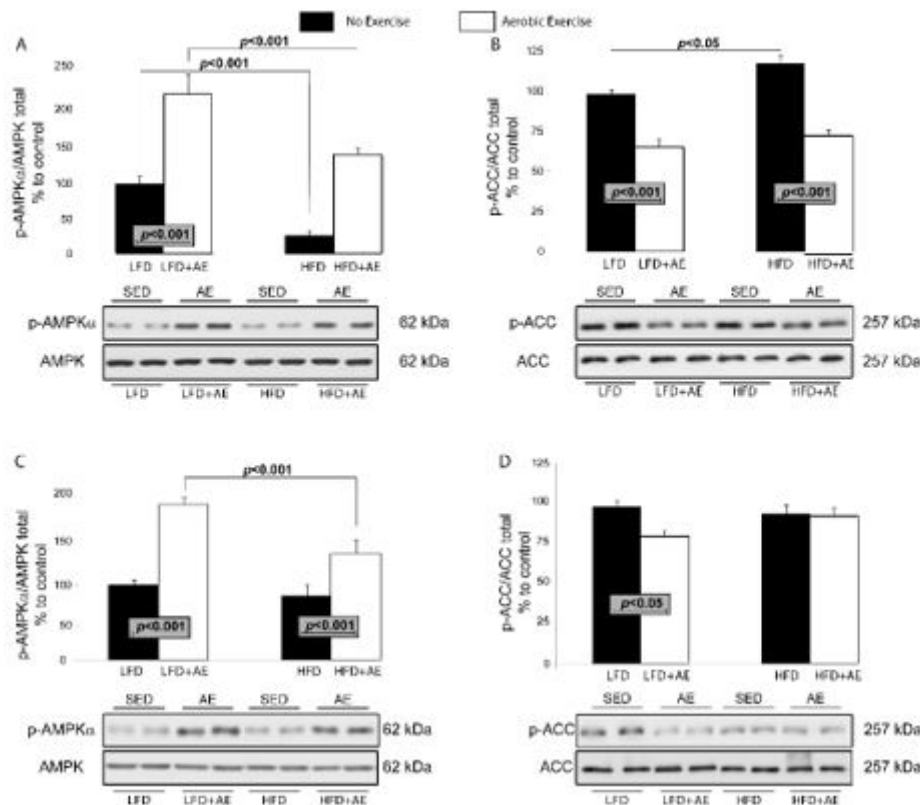 No Exercise
Aerobic Exercise
A
p<0.001
p<0.001
p-AMPKα/AMPK total
% to control
250
200
150
100
50
0
p<0.001
LFD LFD+AE HFD HFD+AE
SED AE SED AE
p-AMPKα 62 kDa
AMPK 62 kDa
LFD LFD+AE HFD HFD+AE
B
p<0.05
p-ACC/ACC total
% to control
125
100
75
50
25
0
p<0.001 p<0.001
LFD LFD+AE HFD HFD+AE
SED AE SED AE
p-ACC 257 kDa
ACC 257 kDa
LFD LFD+AE HFD HFD+AE
C
p<0.001
p-AMPKα/AMPK total
% to control
200
150
100
50
0
p<0.001 p<0.001
LFD LFD+AE HFD HFD+AE
SED AE SED AE
p-AMPKα 62 kDa
AMPK 62 kDa
LFD LFD+AE HFD HFD+AE
D
p-ACC/ACC total
% to control
125
100
75
50
25
0
p<0.05
LFD LFD+AE HFD HFD+AE
SED AE SED AE
p-ACC 257 kDa
ACC 257 kDa
LFD LFD+AE HFD HFD+AE